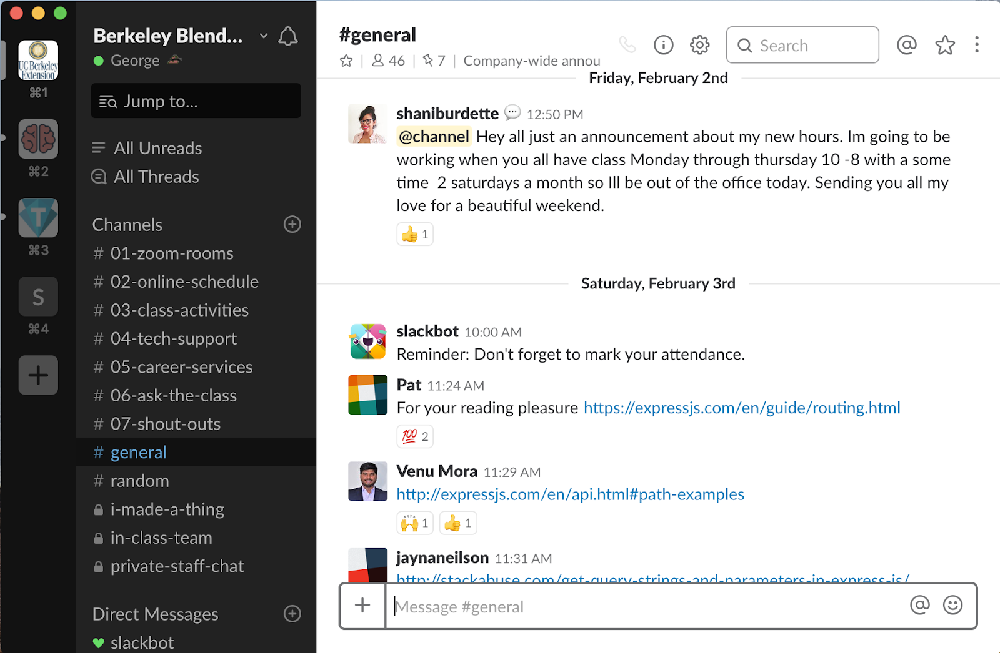 UC Berkeley
Extension
⌘1
⌘2
T
⌘3
S
⌘4
Berkeley Blend...
George
Jump to...
All Unreads
All Threads
Channels
# 01-zoom-rooms
# 02-online-schedule
# 03-class-activities
# 04-tech-support
# 05-career-services
# 06-ask-the-class
# 07-shout-outs
# general
# random
i-made-a-thing
in-class-team
private-staff-chat
Direct Messages
slackbot
#general
46 | 7 | Company-wide annou
Search
Friday, February 2nd
shaniburdette 12:50 PM
@channel Hey all just an announcement about my new hours. Im going to be
working when you all have class Monday through thursday 10 -8 with a some
time 2 saturdays a month so Ill be out of the office today. Sending you all my
love for a beautiful weekend.
👍 1
Saturday, February 3rd
slackbot 10:00 AM
Reminder: Don't forget to mark your attendance.
Pat 11:24 AM
For your reading pleasure https://expressjs.com/en/guide/routing.html
💯 2
Venu Mora 11:29 AM
http://expressjs.com/en/api.html#path-examples
🙌 1 👍 1
jaynaneilson 11:31 AM
http://stackabuse.com/get-query-strings-and-parameters-in-express-js/
Message #general